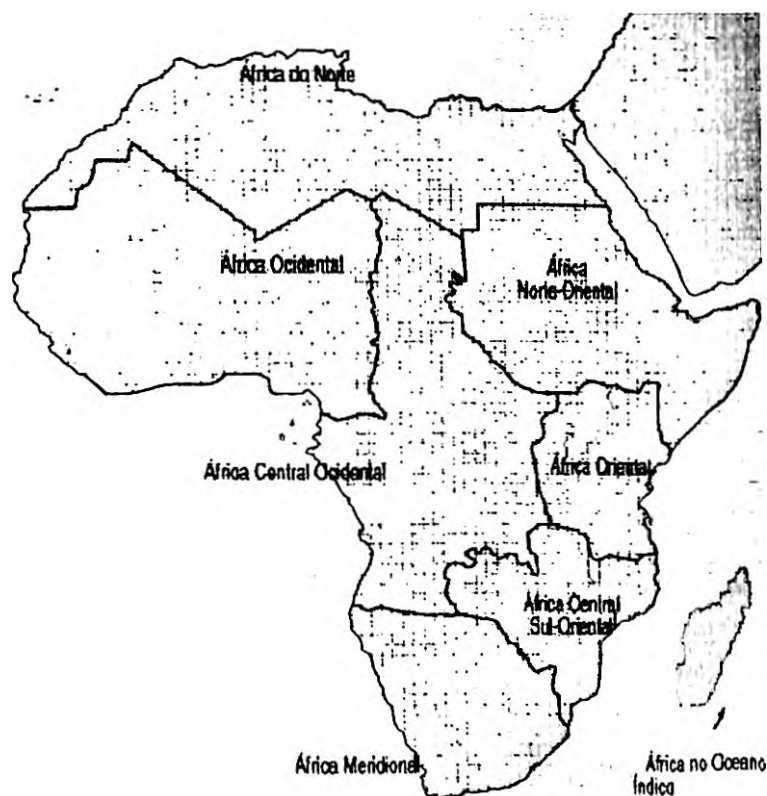 África do Norte
África Ocidental
África
Norte-Oriental
África Central Ocidental
África Oriental
África Central
Sul-Oriental
África Meridional
África no Oceano
Índico